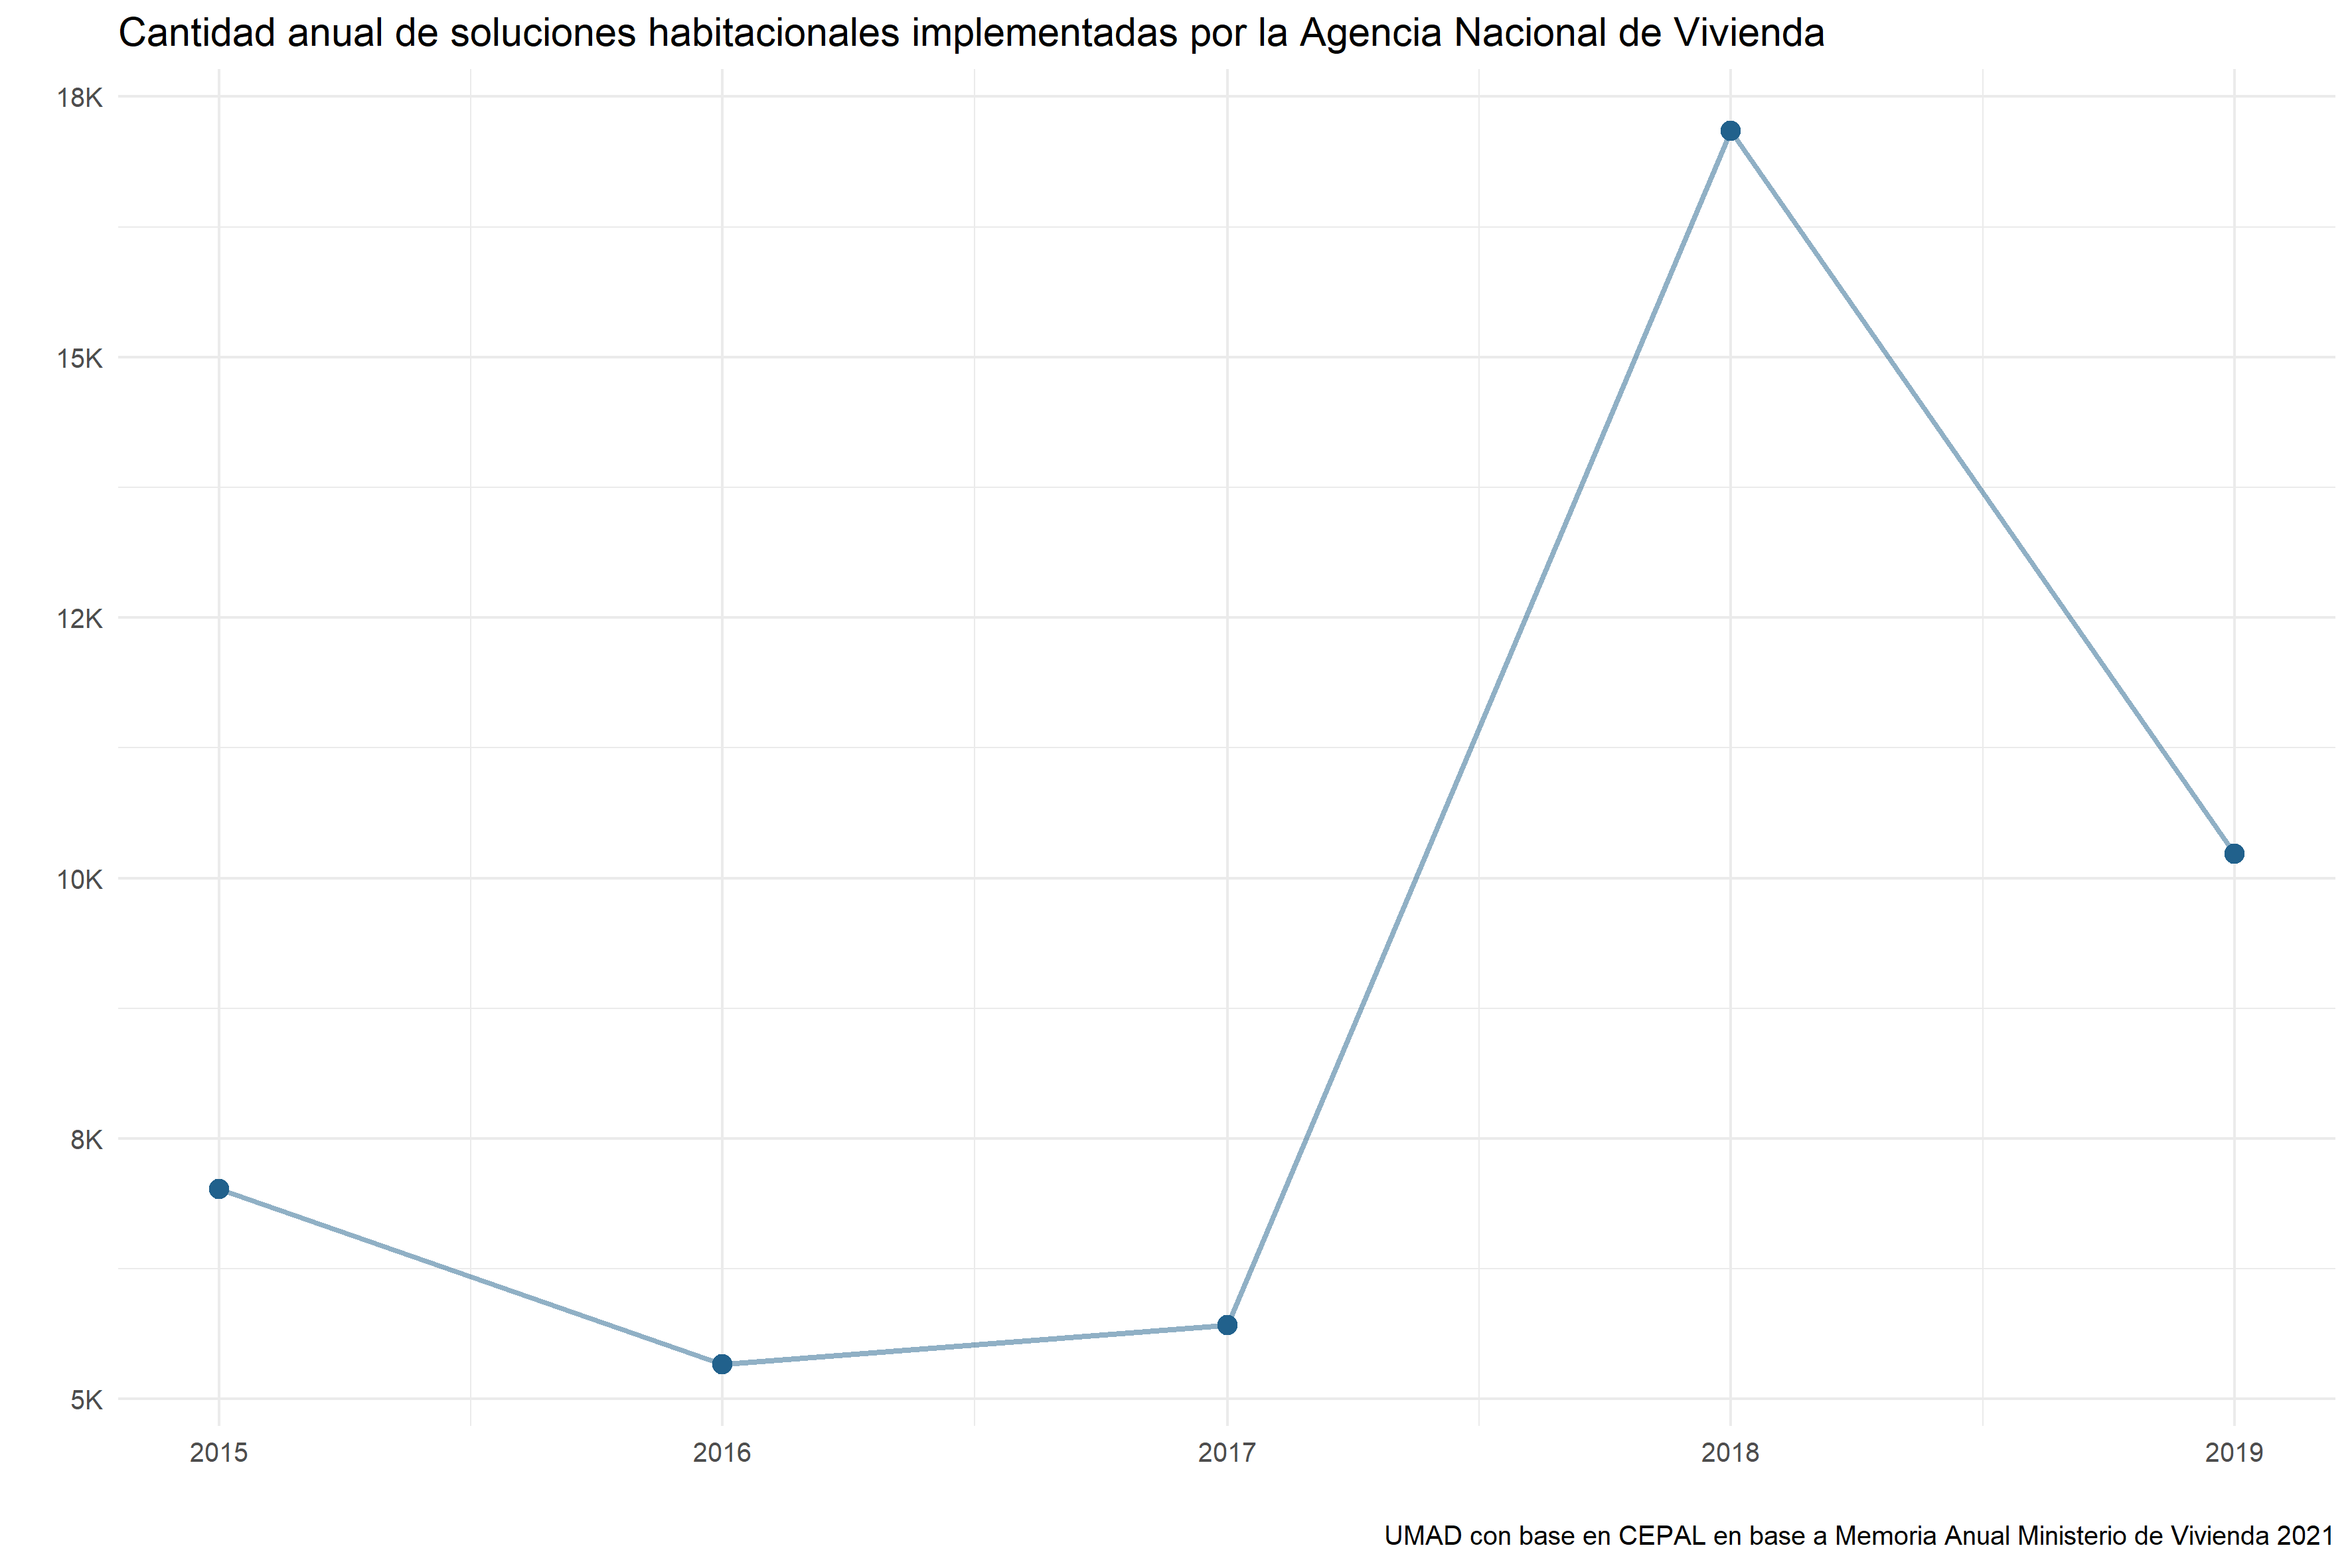 Cantidad anual de soluciones habitacionales implementadas por la Agencia Nacional de Vivienda
18K
15K
12K
10K
8K
5K
2015 2016 2017 2018 2019
UMAD con base en CEPAL en base a Memoria Anual Ministerio de Vivienda 2021